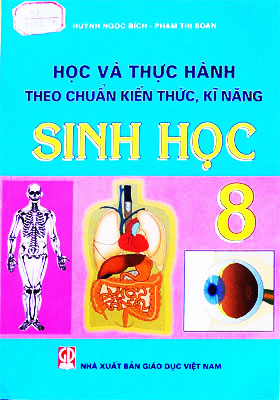 HUỲNH NGỌC BÍCH - PHẠM THỊ SOAN
HỌC VÀ THỰC HÀNH
THEO CHUẨN KIẾN THỨC, KĨ NĂNG
SINH HỌC
8
GD
NHÀ XUẤT BẢN GIÁO DỤC VIỆT NAM